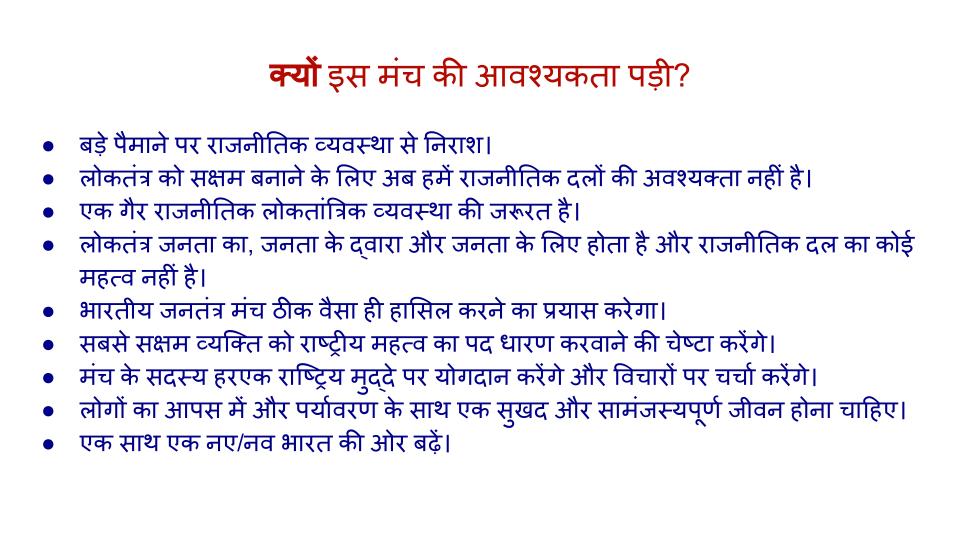 क्यों इस मंच की आवश्यकता पड़ी?
● बड़े पैमाने पर राजनीतिक व्यवस्था से निराश।
● लोकतंत्र को सक्षम बनाने के लिए अब हमें राजनीतिक दलों की अवश्यक्ता नहीं है।
● एक गैर राजनीतिक लोकतांत्रिक व्यवस्था की जरूरत है।
● लोकतंत्र जनता का, जनता के द्वारा और जनता के लिए होता है और राजनीतिक दल का कोई
महत्व नहीं है।
● भारतीय जनतंत्र मंच ठीक वैसा ही हासिल करने का प्रयास करेगा।
● सबसे सक्षम व्यक्ति को राष्ट्रीय महत्व का पद धारण करवाने की चेष्टा करेंगे।
● मंच के सदस्य हरएक राष्ट्रिय मुद्दे पर योगदान करेंगे और विचारों पर चर्चा करेंगे।
● लोगों का आपस में और पर्यावरण के साथ एक सुखद और सामंजस्यपूर्ण जीवन होना चाहिए।
● एक साथ एक नए/नव भारत की ओर बढ़ें।